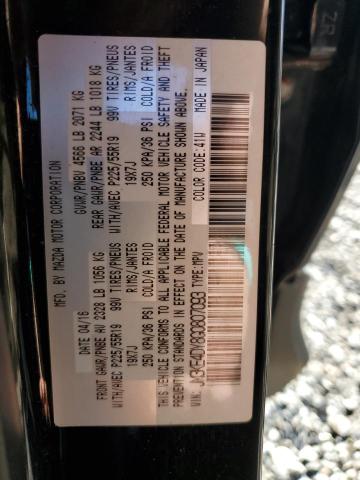 MFD. BY MAZDA MOTOR CORPORATION
DATE 04/16 GVWR/PNBV 4566 LB 2071 KG
FRONT GAWR/PNBE AV 2328 LB 1056 KG REAR GAWR/PNBE AR 2244 LB 1018 KG
WITH/AVEC P225/55R19 99V TIRES/PNEUS WITH/AVEC P225/55R19 99V TIRES/PNEUS
19X7J RIMS/JANTES 19X7J RIMS/JANTES
250 KPA/36 PSI COLD/A FROID 250 KPA/36 PSI COLD/A FROID
THIS VEHICLE CONFORMS TO ALL APPLICABLE FEDERAL MOTOR VEHICLE SAFETY AND THEFT
PREVENTION STANDARDS IN EFFECT ON THE DATE OF MANUFACTURE SHOWN ABOVE.
COLOR CODE:41W MADE IN JAPAN
VIN: TYPE:MPV